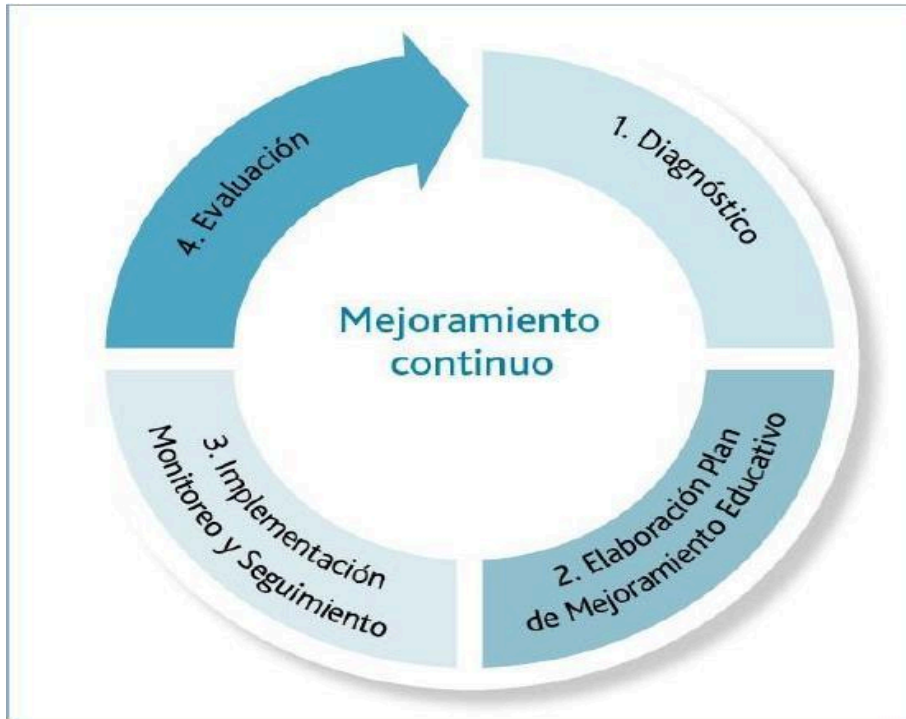 Mejoramiento
continuo
1. Diagnóstico
2. Elaboración Plan
de Mejoramiento Educativo
3. Implementación
Monitoreo y Seguimiento
4. Evaluación